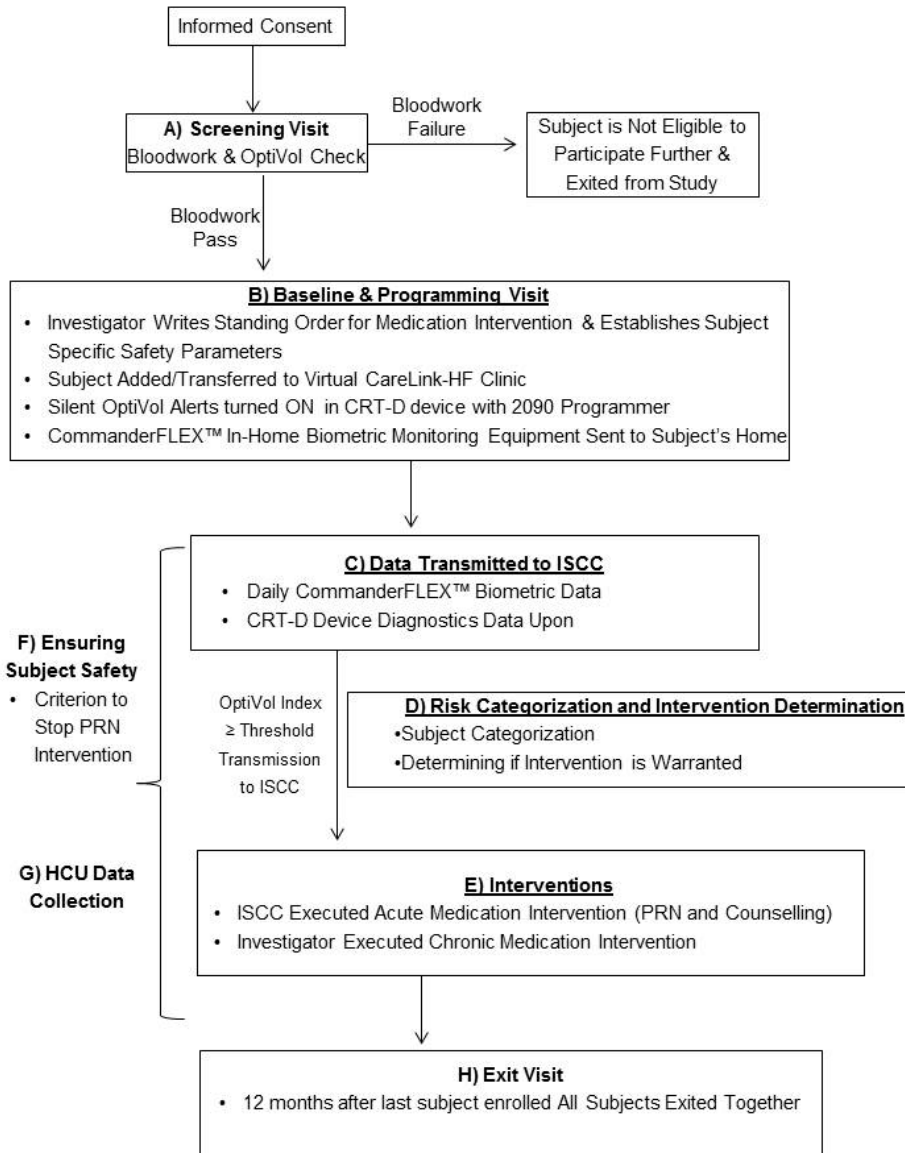 Informed Consent
A) Screening Visit
Bloodwork & OptiVol Check
Bloodwork
Failure
Subject is Not Eligible to
Participate Further &
Exited from Study
Bloodwork
Pass
B) Baseline & Programming Visit
• Investigator Writes Standing Order for Medication Intervention & Establishes Subject
Specific Safety Parameters
• Subject Added/Transferred to Virtual CareLink-HF Clinic
• Silent OptiVol Alerts turned ON in CRT-D device with 2090 Programmer
• CommanderFLEX™ In-Home Biometric Monitoring Equipment Sent to Subject's Home
C) Data Transmitted to ISCC
• Daily CommanderFLEX™ Biometric Data
• CRT-D Device Diagnostics Data Upon
F) Ensuring
Subject Safety
• Criterion to
Stop PRN
Intervention
OptiVol Index
≥ Threshold
Transmission
to ISCC
D) Risk Categorization and Intervention Determination
•Subject Categorization
•Determining if Intervention is Warranted
G) HCU Data
Collection
E) Interventions
• ISCC Executed Acute Medication Intervention (PRN and Counselling)
• Investigator Executed Chronic Medication Intervention
H) Exit Visit
• 12 months after last subject enrolled All Subjects Exited Together